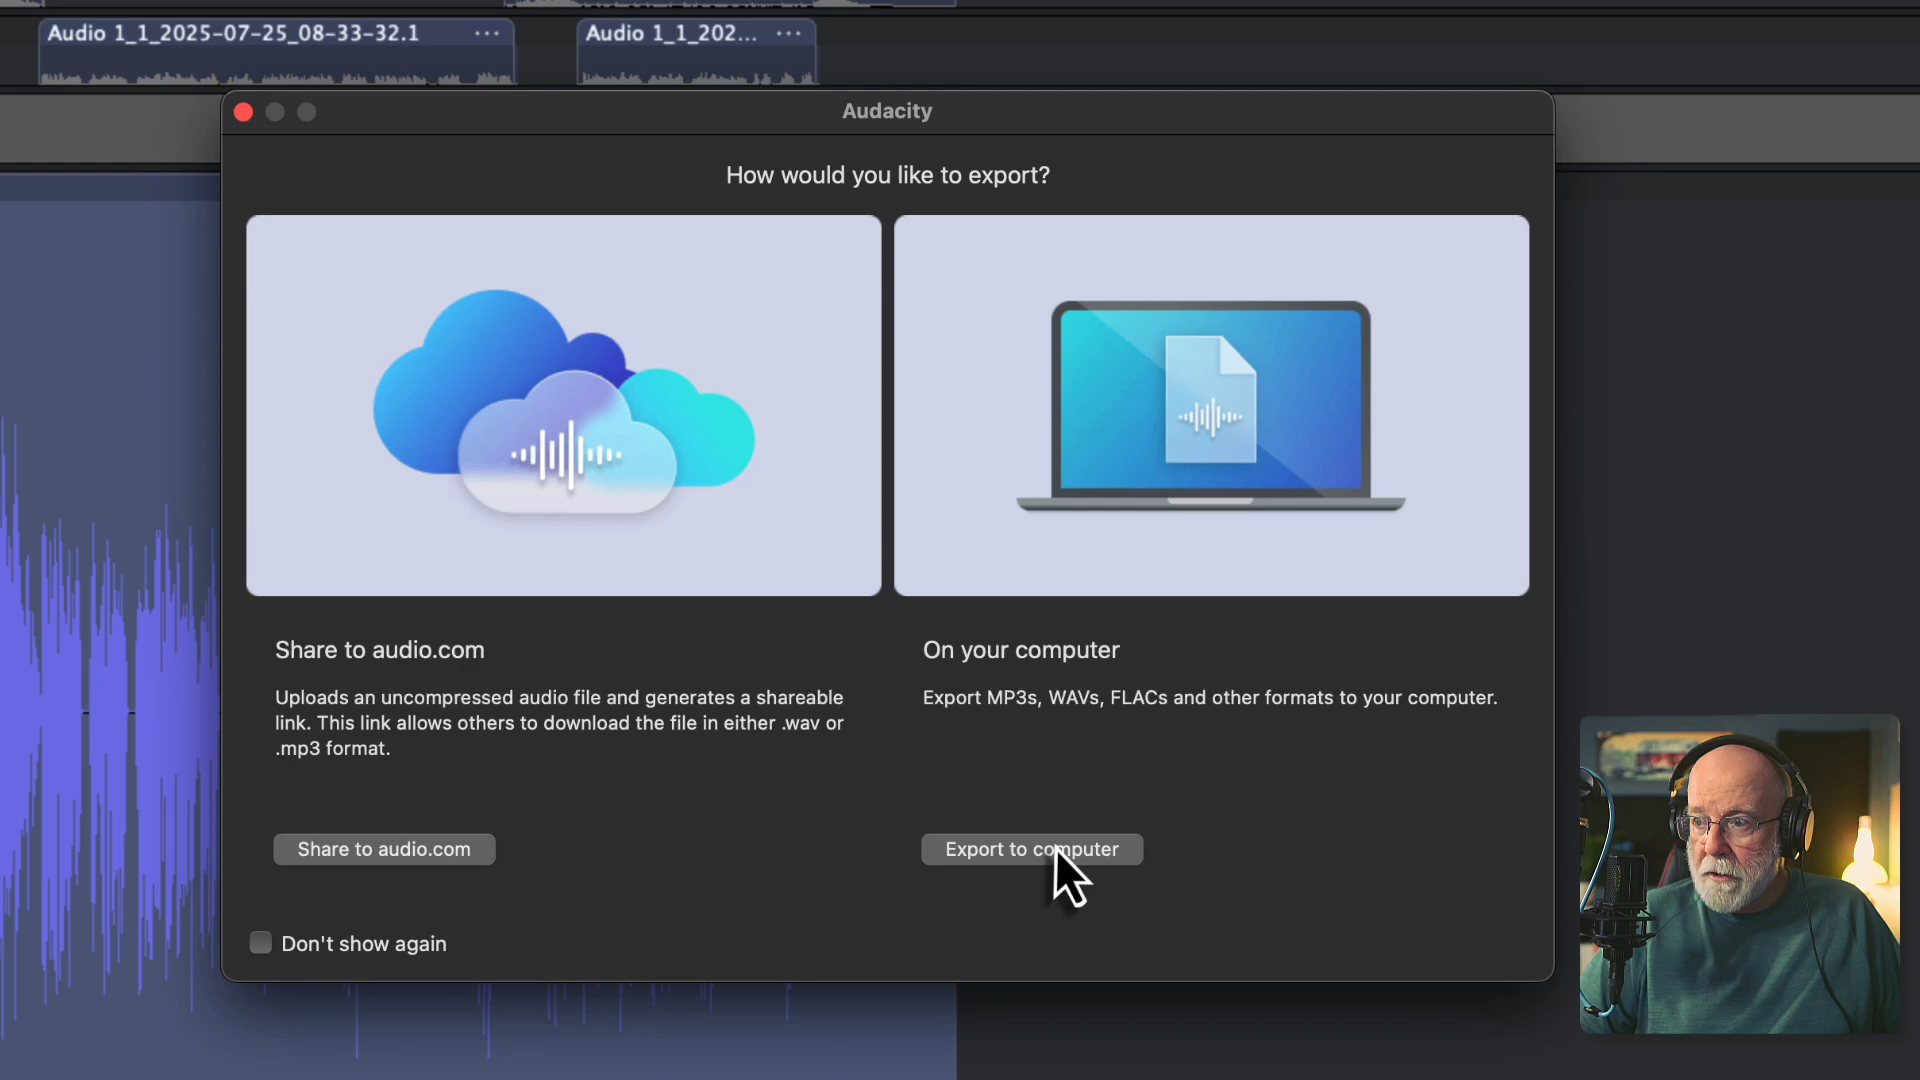 Audio 1_1_2025-07-25_08-33-32.1 ...
Audio 1_1_202... ...
Audacity
How would you like to export?
Share to audio.com
Uploads an uncompressed audio file and generates a shareable
link. This link allows others to download the file in either .wav or
.mp3 format.
Share to audio.com
On your computer
Export MP3s, WAVs, FLACs and other formats to your computer.
Export to computer
Don't show again